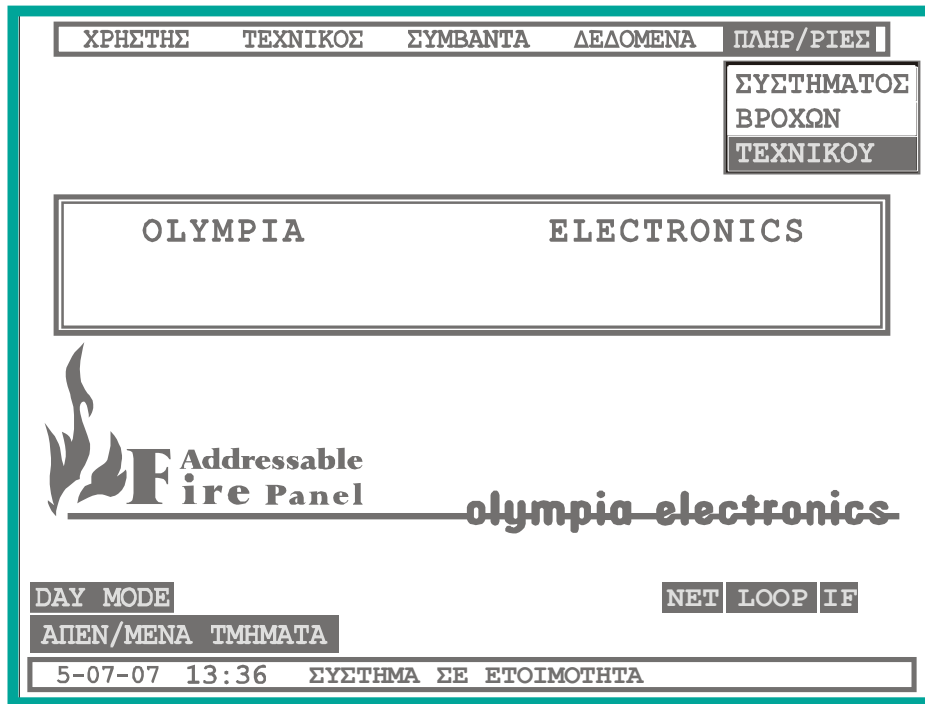 ΧΡΗΣΤΗΣ ΤΕΧΝΙΚΟΣ ΣΥΜΒΑΝΤΑ ΔΕΔΟΜΕΝΑ ΠΛΗΡ/ΡΙΕΣ
ΣΥΣΤΗΜΑΤΟΣ
ΒΡΟΧΩΝ
ΤΕΧΝΙΚΟΥ
OLYMPIA ELECTRONICS
Addressable
Fire Panel
olympia electronics
DAY MODE NET LOOP IF
ΑΠΕΝ/ΜΕΝΑ ΤΜΗΜΑΤΑ
5-07-07 13:36 ΣΥΣΤΗΜΑ ΣΕ ΕΤΟΙΜΟΤΗΤΑ